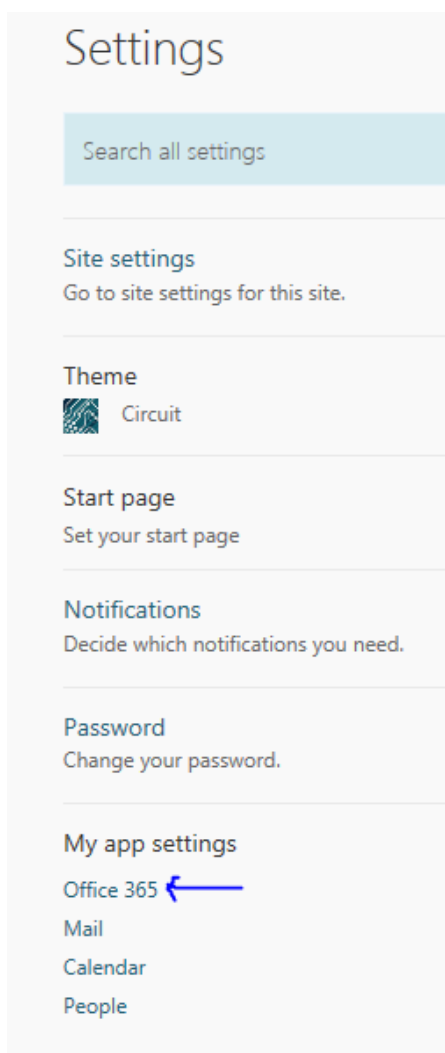 Settings
Search all settings
Site settings
Go to site settings for this site.
Theme
Circuit
Start page
Set your start page
Notifications
Decide which notifications you need.
Password
Change your password.
My app settings
Office 365
Mail
Calendar
People